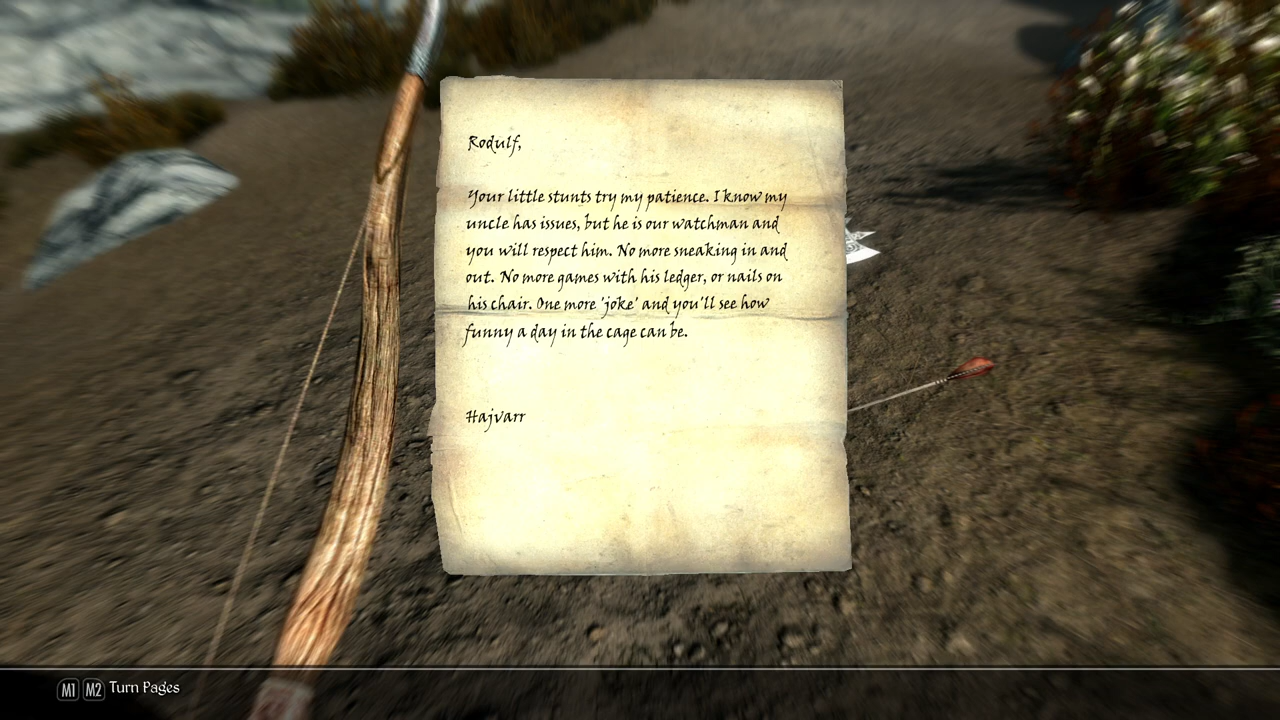 Rodulf,
Your little stunts try my patience. I know my
uncle has issues, but he is our watchman and
you will respect him. No more sneaking in and
out. No more games with his ledger, or nails on
his chair. One more 'joke' and you'll see how
funny a day in the cage can be.
Hajvarr
M1 M2 Turn Pages